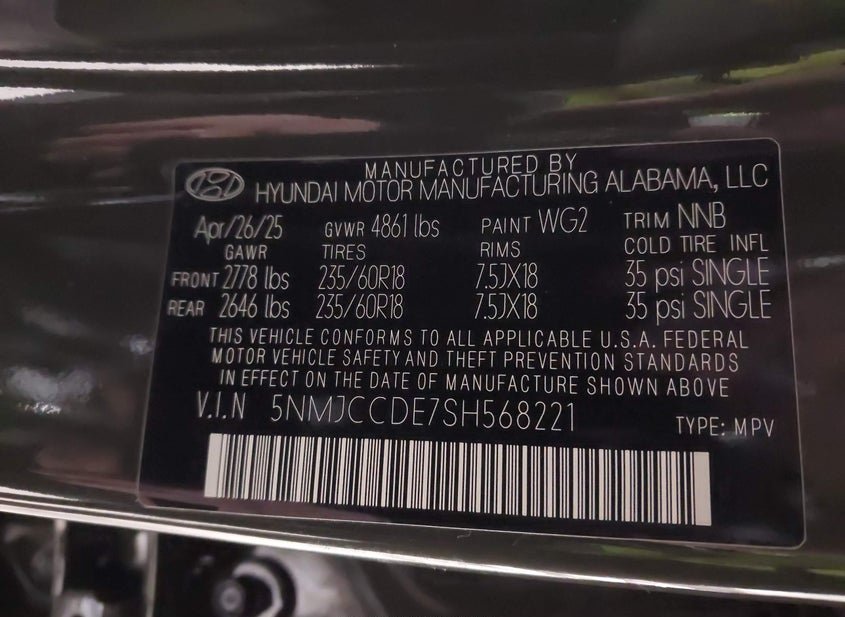 MANUFACTURED BY
HYUNDAI MOTOR MANUFACTURING ALABAMA, LLC
Apr/26/25 GVWR 4861 lbs PAINT WG2 TRIM NNB
GAWR TIRES RIMS COLD TIRE INFL
FRONT 2778 lbs 235/60R18 7.5JX18 35 psi SINGLE
REAR 2646 lbs 235/60R18 7.5JX18 35 psi SINGLE
THIS VEHICLE CONFORMS TO ALL APPLICABLE U.S.A. FEDERAL
MOTOR VEHICLE SAFETY AND THEFT PREVENTION STANDARDS
IN EFFECT ON THE DATE OF MANUFACTURE SHOWN ABOVE
V.I.N 5NMJCCDE7SH568221 TYPE: MPV